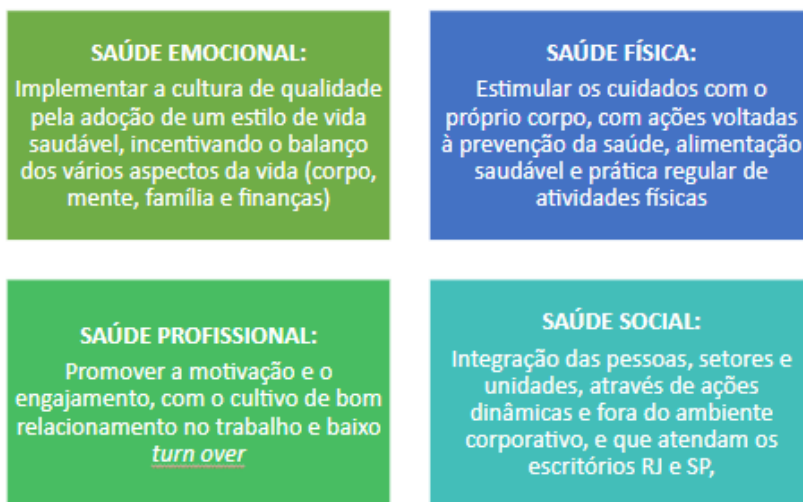 SAÚDE EMOCIONAL:
Implementar a cultura de qualidade
pela adoção de um estilo de vida
saudável, incentivando o balanço
dos vários aspectos da vida (corpo,
mente, família e finanças)
SAÚDE FÍSICA:
Estimular os cuidados com o
próprio corpo, com ações voltadas
à prevenção da saúde, alimentação
saudável e prática regular de
atividades físicas
SAÚDE PROFISSIONAL:
Promover a motivação e o
engajamento, com o cultivo de bom
relacionamento no trabalho e baixo
turn over
SAÚDE SOCIAL:
Integração das pessoas, setores e
unidades, através de ações
dinâmicas e fora do ambiente
corporativo, e que atendam os
escritórios RJ e SP,